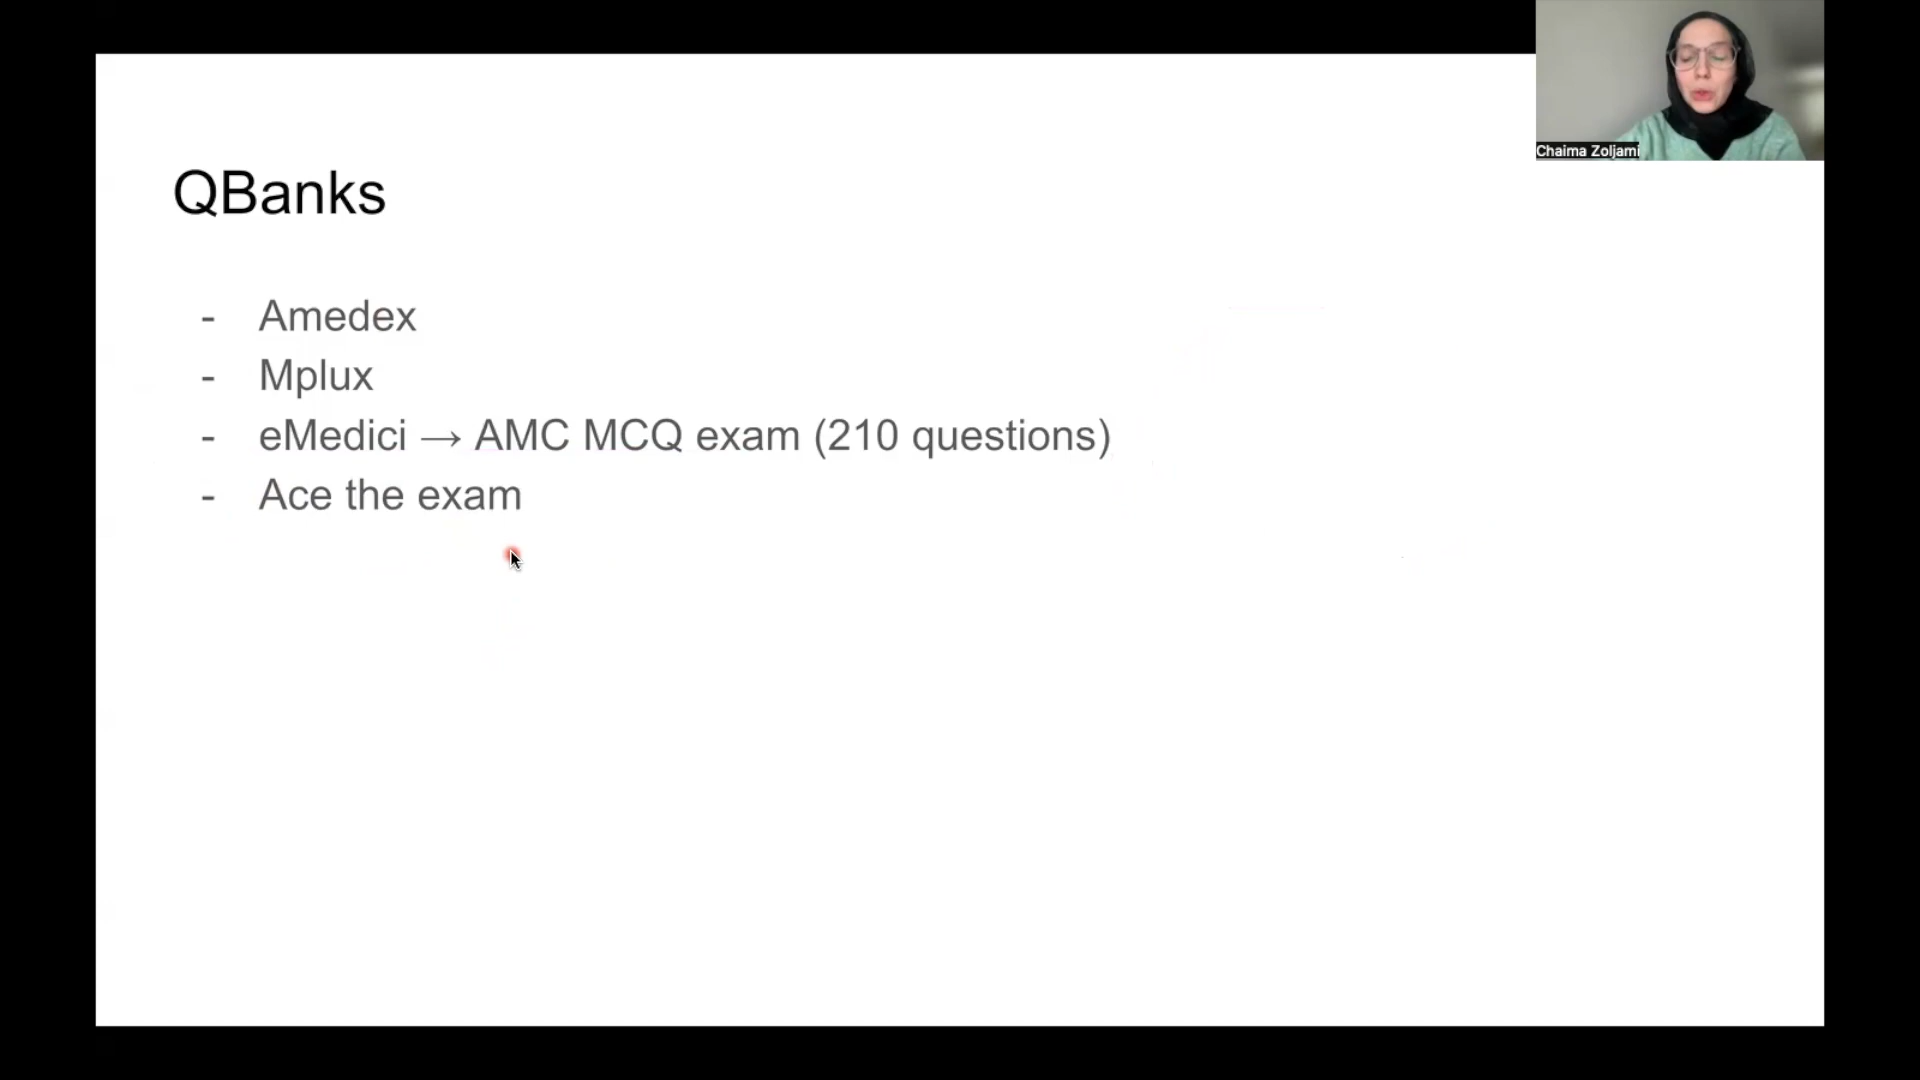 Chaima Zoljami
QBanks
- Amedex
- Mplux
- eMedici → AMC MCQ exam (210 questions)
- Ace the exam